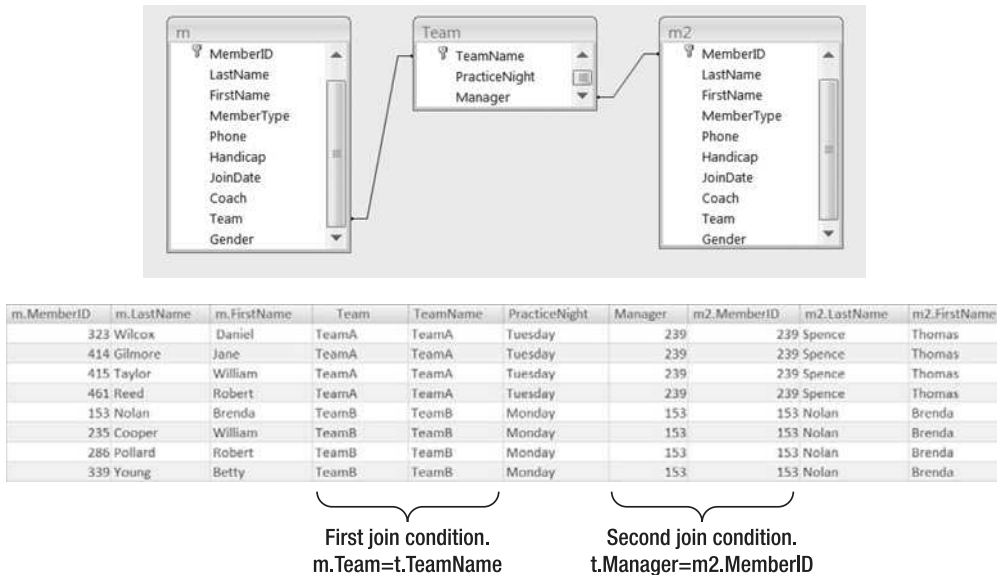 m
MemberID
LastName
FirstName
MemberType
Phone
Handicap
JoinDate
Coach
Team
Gender
Team
TeamName
PracticeNight
Manager
m2
MemberID
LastName
FirstName
MemberType
Phone
Handicap
JoinDate
Coach
Team
Gender
m.MemberID m.LastName m.FirstName Team TeamName PracticeNight Manager m2.MemberID m2.LastName m2.FirstName
323 Wilcox Daniel TeamA TeamA Tuesday 239 239 Spence Thomas
414 Gilmore Jane TeamA TeamA Tuesday 239 239 Spence Thomas
415 Taylor William TeamA TeamA Tuesday 239 239 Spence Thomas
461 Reed Robert TeamA TeamA Tuesday 239 239 Spence Thomas
153 Nolan Brenda TeamB TeamB Monday 153 153 Nolan Brenda
235 Cooper William TeamB TeamB Monday 153 153 Nolan Brenda
286 Pollard Robert TeamB TeamB Monday 153 153 Nolan Brenda
339 Young Betty TeamB TeamB Monday 153 153 Nolan Brenda
First join condition.
m.Team=t.TeamName
Second join condition.
t.Manager=m2.MemberID